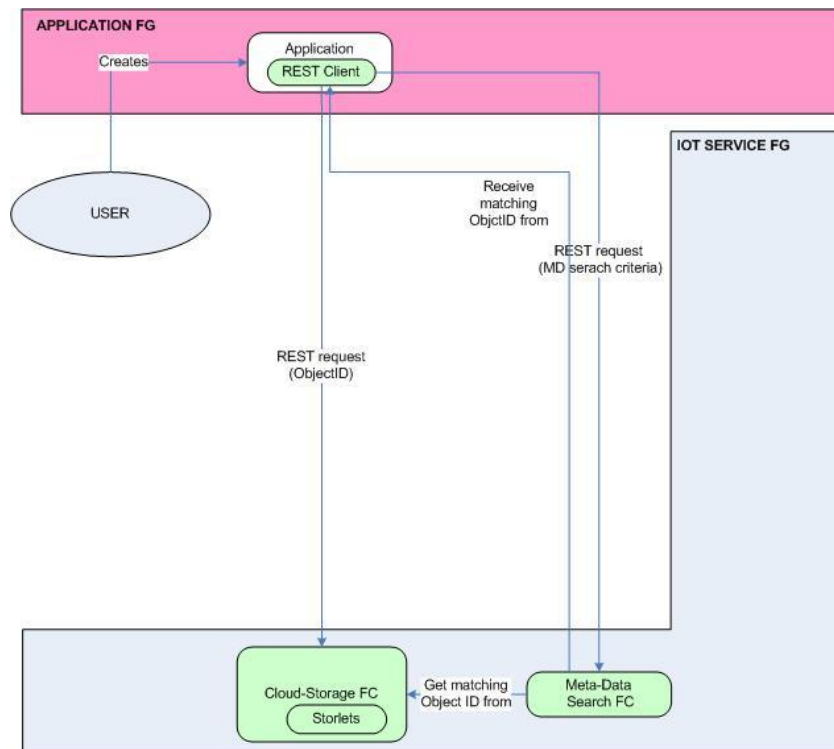 APPLICATION FG
Application
REST Client
Creates
IOT SERVICE FG
USER
Receive
matching
ObjctID from
REST request
(MD serach criteria)
REST request
(ObjectID)
Cloud-Storage FC
Storlets
Get matching
Object ID from
Meta-Data
Search FC